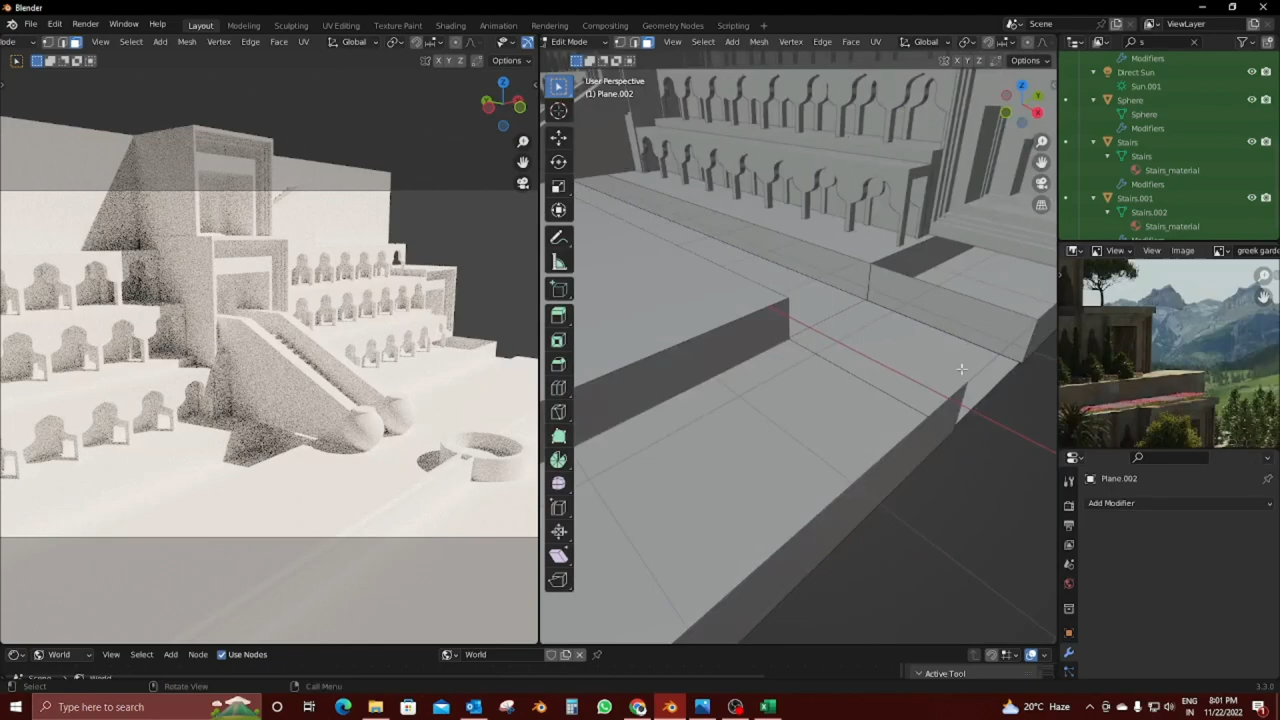 Blender
File Edit Render Window Help Layout Modeling Sculpting UV Editing Texture Paint Shading Animation Rendering Compositing Geometry Nodes Scripting + Scene ViewLayer
ode View Select Add Mesh Vertex Edge Face UV Global
Edit Mode View Select Add Mesh Vertex Edge Face UV Global
s
X Y Z Options
X Y Z Options
User Perspective
(1) Plane.002
Z
Modifiers
Direct Sun
Sun.001
Sphere
Sphere
Modifiers
Stairs
Stairs
Stairs_material
Modifiers
Stairs.001
Stairs.002
Stairs_material
View View Image greek garde
Plane.002
Add Modifier
World View Select Add Node Use Nodes World
Active Tool
Select Rotate View Call Menu 3.3.0
Type here to search
20°C Haze
ENG
IN
8:01 PM
11/22/2022